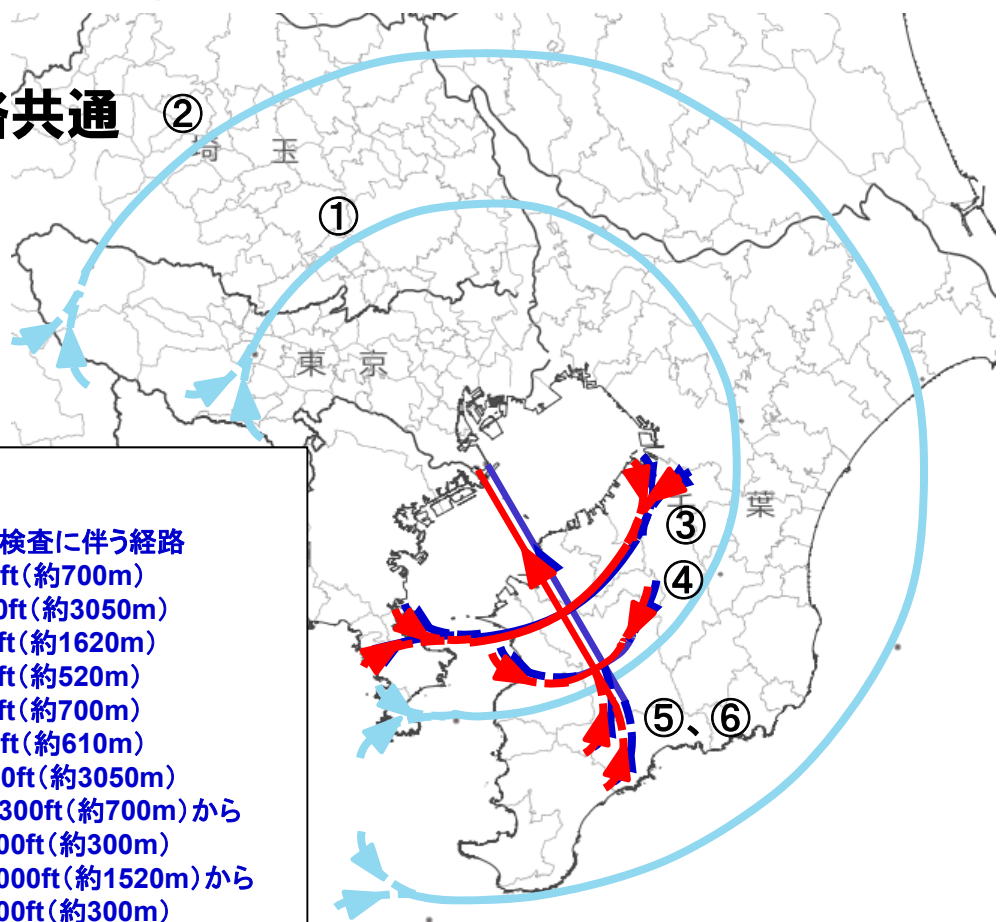 路共通
②
埼 玉
①
東 京
千 葉
③
④
⑤、⑥
検査に伴う経路
ft(約700m)
0ft(約3050m)
ft(約1620m)
ft(約520m)
ft(約700m)
ft(約610m)
0ft(約3050m)
300ft(約700m)から
00ft(約300m)
000ft(約1520m)から
00ft(約300m)